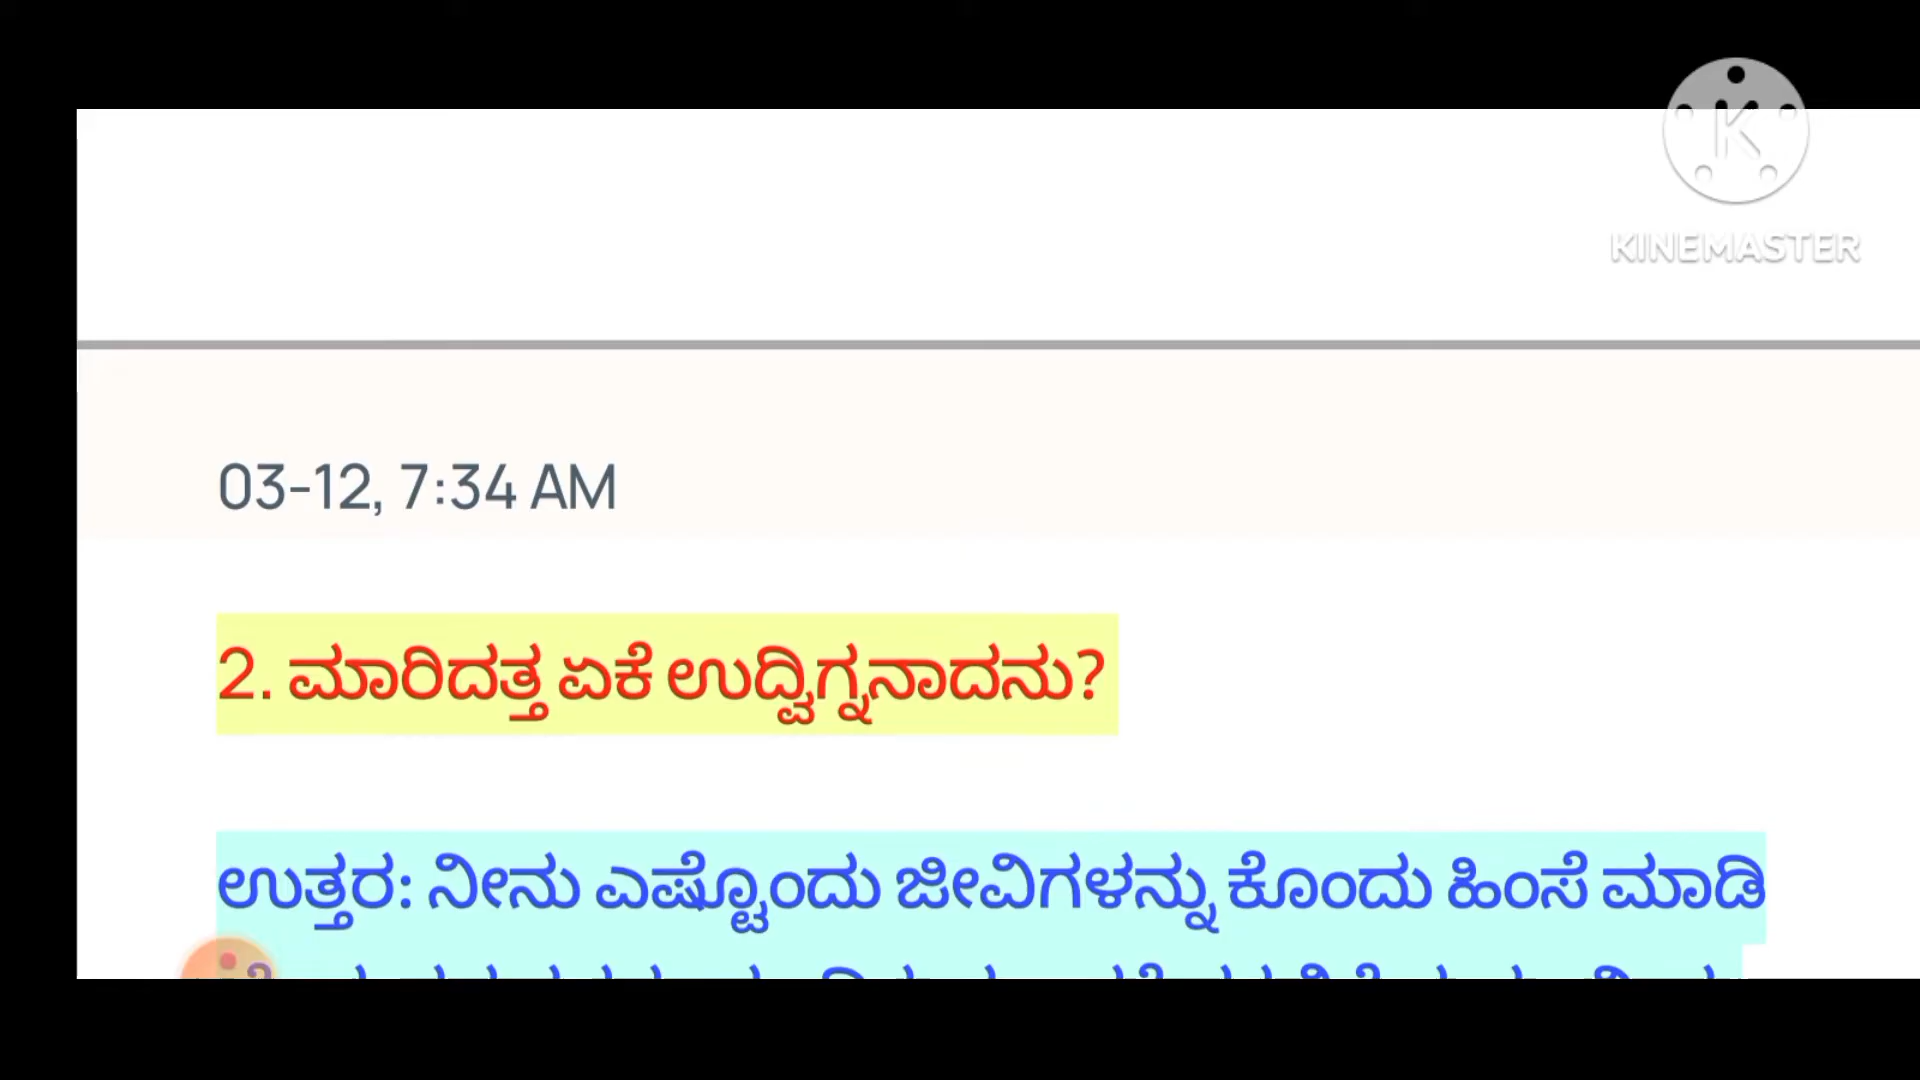 KINEMASTER
03-12, 7:34 AM
2. ಮಾರಿದತ್ತ ಏಕೆ ಉದ್ವಿಗ್ನನಾದನು?
ಉತ್ತರ: ನೀನು ಎಷ್ಟೊಂದು ಜೀವಿಗಳನ್ನು ಕೊಂದು ಹಿಂಸೆ ಮಾಡಿ